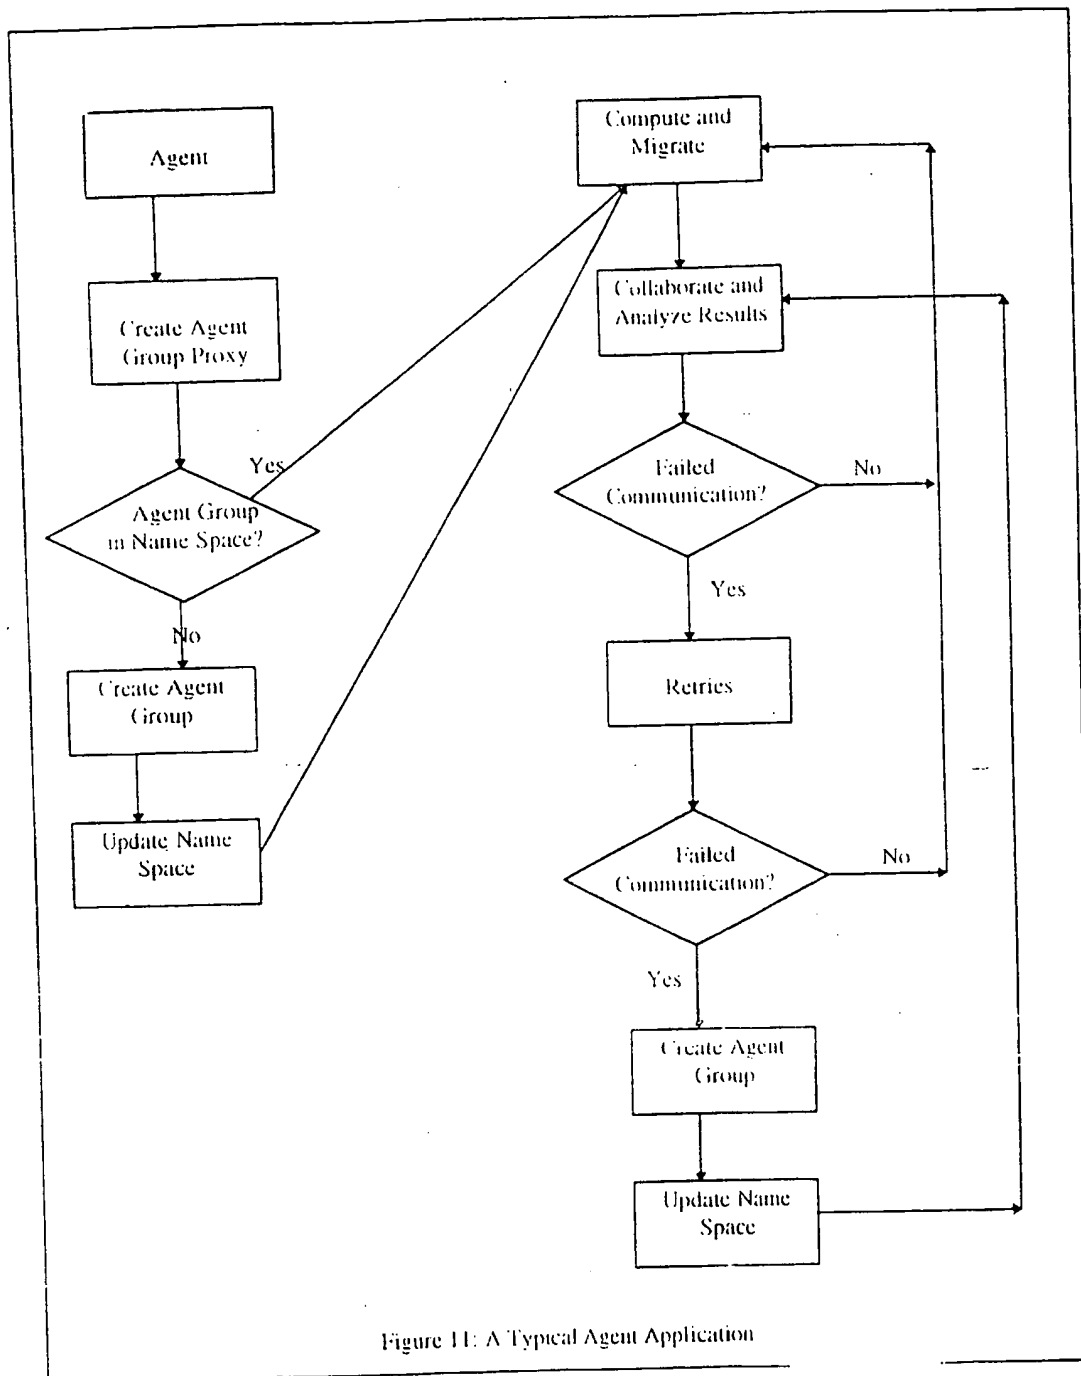 Agent
Create Agent
Group Proxy
Yes
Agent Group
in Name Space?
No
Create Agent
Group
Update Name
Space
Compute and
Migrate
Collaborate and
Analyze Results
Failed
Communication?
No
Yes
Retries
Failed
Communication?
No
Yes
Create Agent
Group
Update Name
Space
Figure 11: A Typical Agent Application